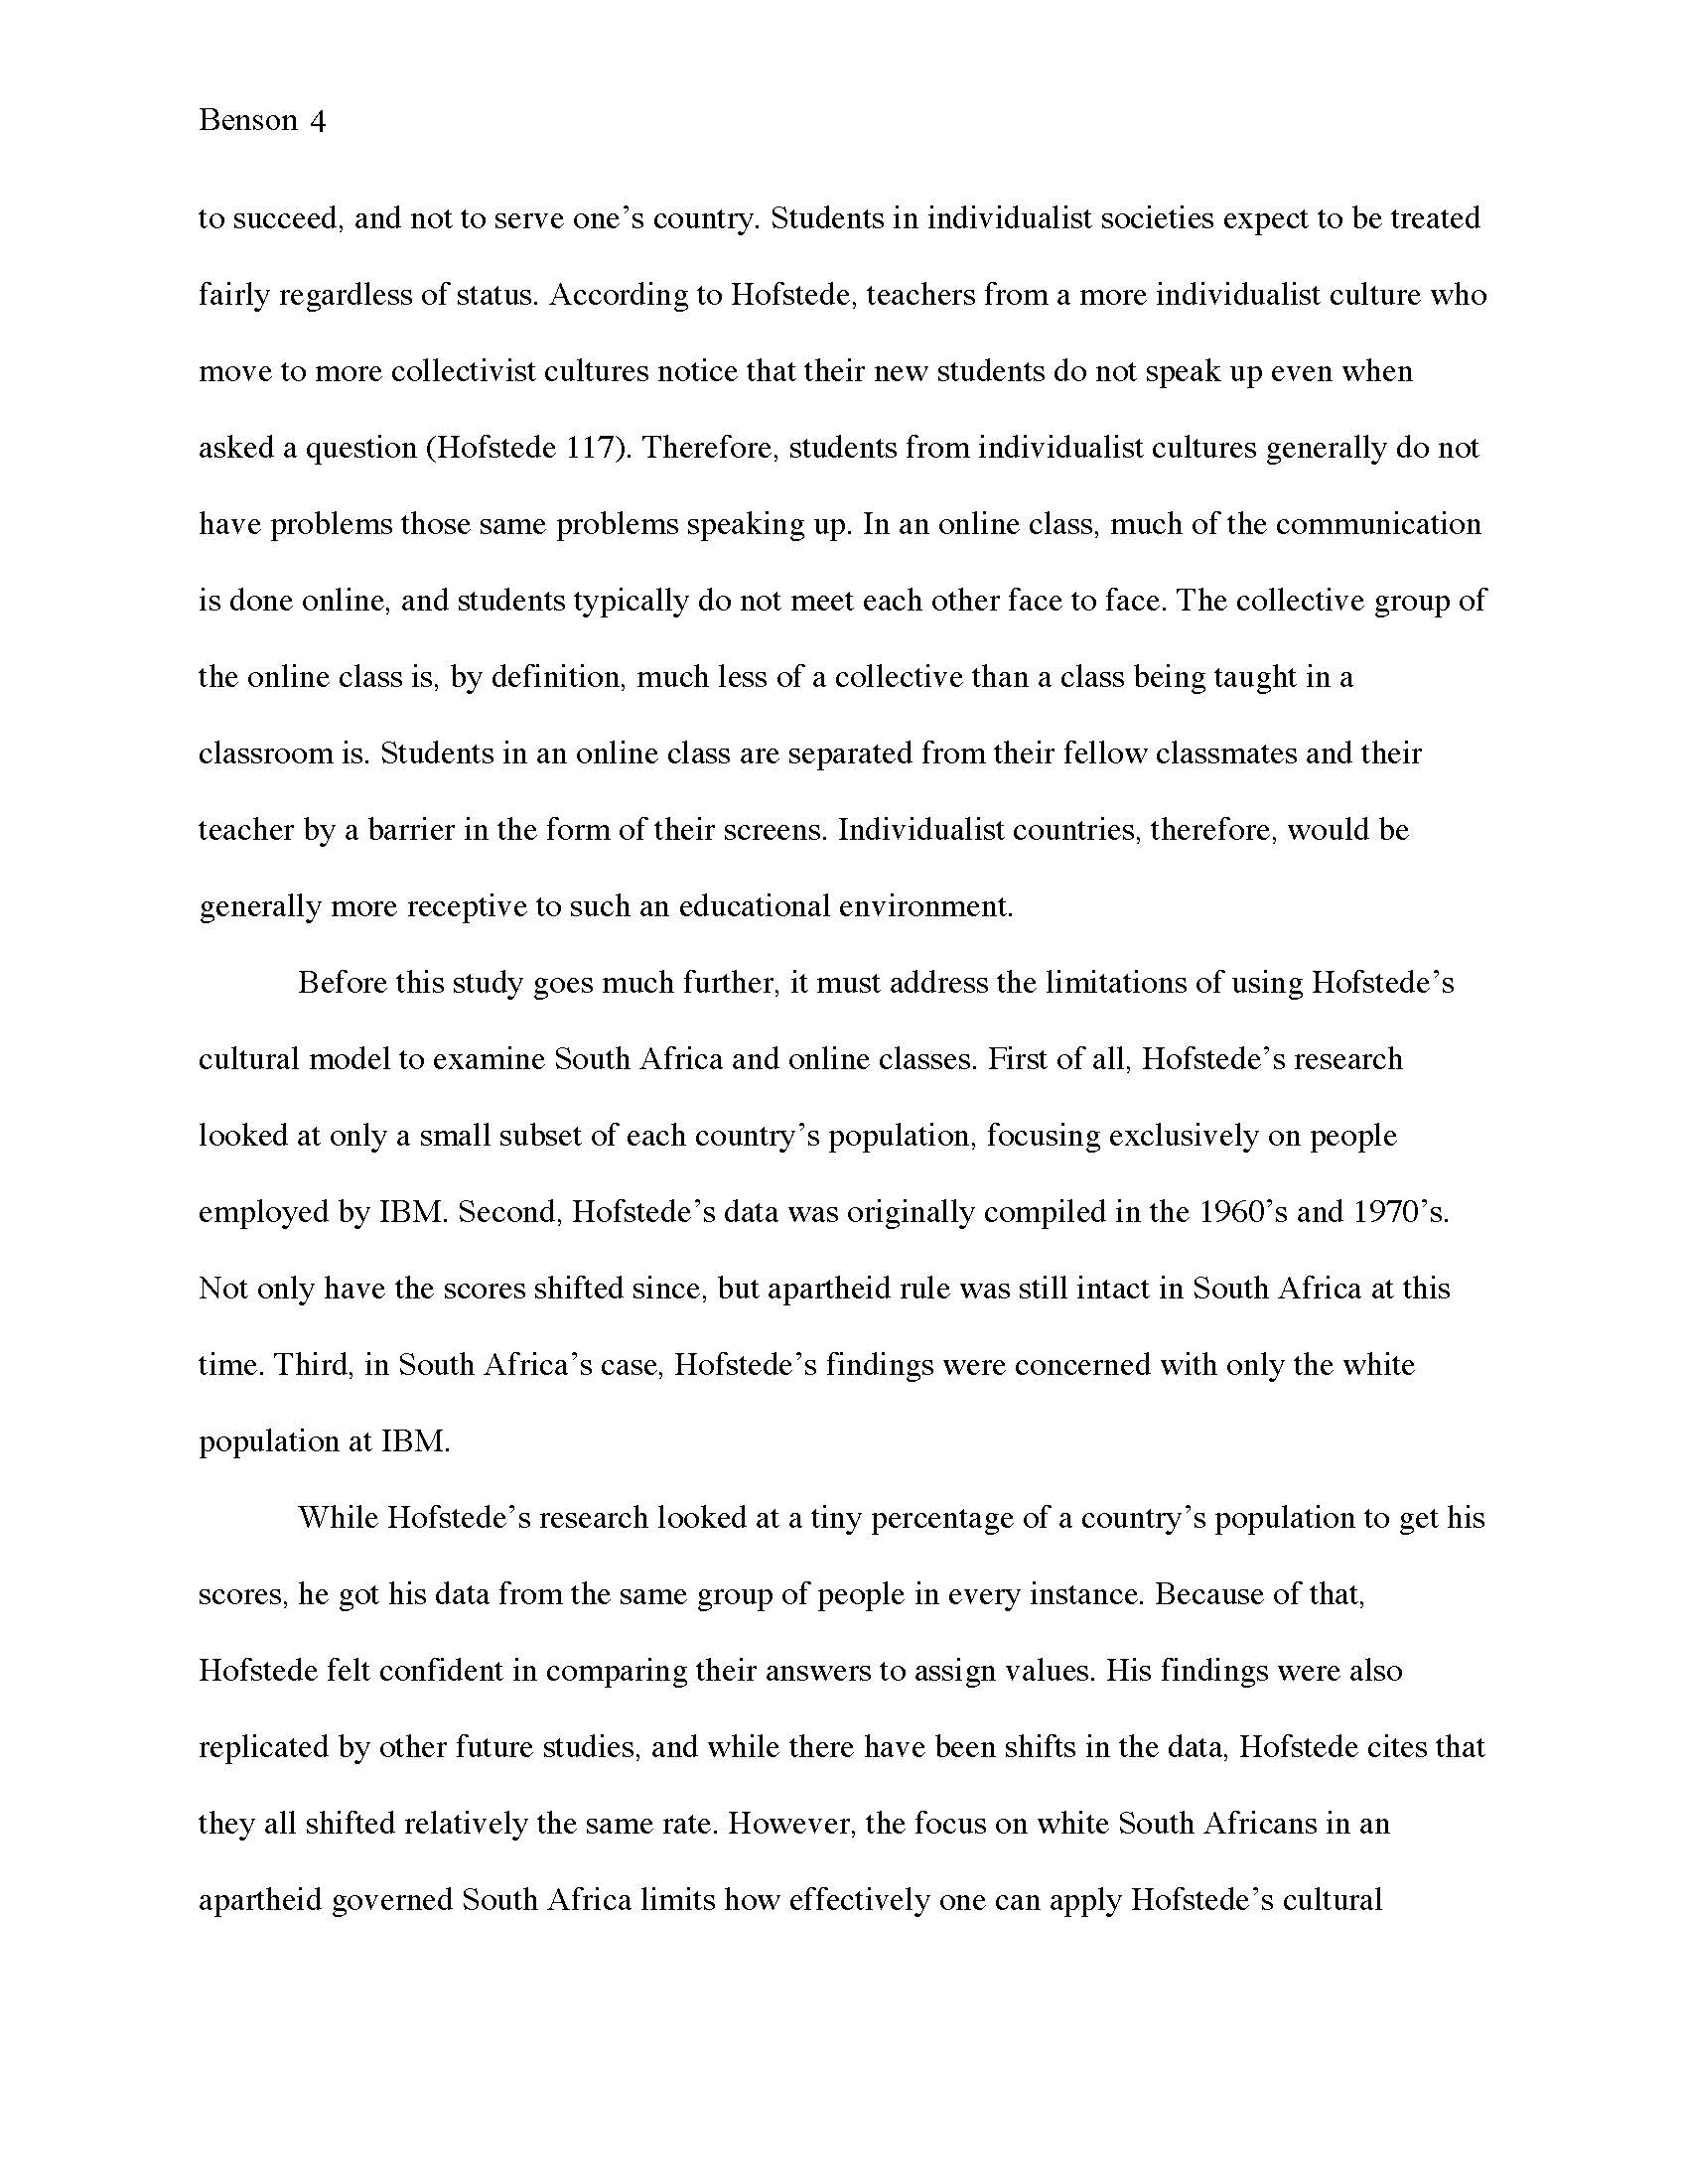 Benson 4
to succeed, and not to serve one’s country. Students in individualist societies expect to be treated
fairly regardless of status. According to Hofstede, teachers from a more individualist culture who
move to more collectivist cultures notice that their new students do not speak up even when
asked a question (Hofstede 117). Therefore, students from individualist cultures generally do not
have problems those same problems speaking up. In an online class, much of the communication
is done online, and students typically do not meet each other face to face. The collective group of
the online class is, by definition, much less of a collective than a class being taught in a
classroom is. Students in an online class are separated from their fellow classmates and their
teacher by a barrier in the form of their screens. Individualist countries, therefore, would be
generally more receptive to such an educational environment.
Before this study goes much further, it must address the limitations of using Hofstede’s
cultural model to examine South Africa and online classes. First of all, Hofstede’s research
looked at only a small subset of each country’s population, focusing exclusively on people
employed by IBM. Second, Hofstede’s data was originally compiled in the 1960’s and 1970’s.
Not only have the scores shifted since, but apartheid rule was still intact in South Africa at this
time. Third, in South Africa’s case, Hofstede’s findings were concerned with only the white
population at IBM.
While Hofstede’s research looked at a tiny percentage of a country’s population to get his
scores, he got his data from the same group of people in every instance. Because of that,
Hofstede felt confident in comparing their answers to assign values. His findings were also
replicated by other future studies, and while there have been shifts in the data, Hofstede cites that
they all shifted relatively the same rate. However, the focus on white South Africans in an
apartheid governed South Africa limits how effectively one can apply Hofstede’s cultural